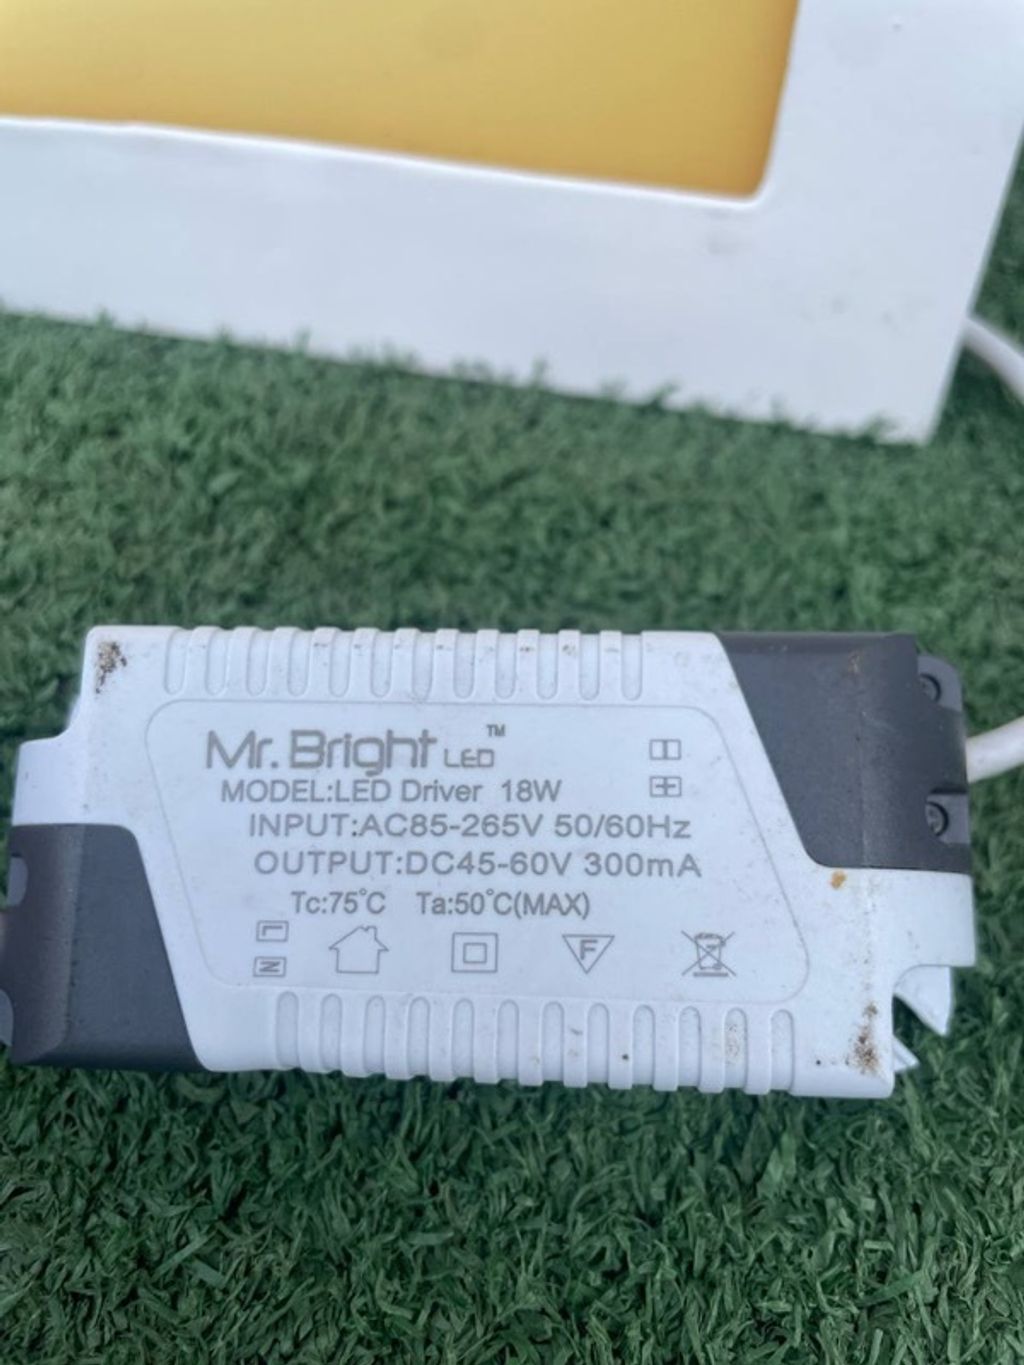 Mr. Bright LED™
MODEL:LED Driver 18W
INPUT:AC85-265V 50/60Hz
OUTPUT:DC45-60V 300mA
Tc:75°C Ta:50°C(MAX)
L
N
F